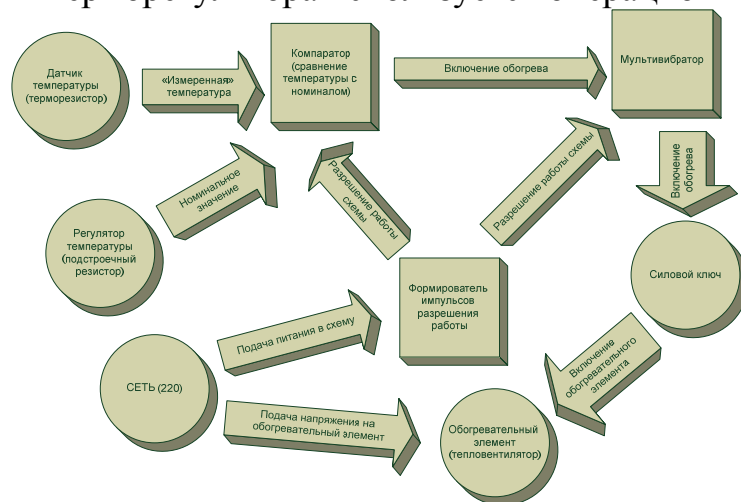 Датчик
температуры
(терморезистор)
«Измеренная»
температура
Компаратор
(сравнение
температуры с
номиналом)
Включение обогрева
Мультивибратор
Номинальное
значение
Разрешение работы
схемы
Разрешение работы схемы
Включение
обогрева
Регулятор
температуры
(подстроечный
резистор)
Формирователь
импульсов
разрешения
работы
Силовой ключ
Подача питания в схему
СЕТЬ (220)
Подача напряжения на
обогревательный элемент
Включение
обогревательного
элемента
Обогревательный
элемент
(тепловентилятор)